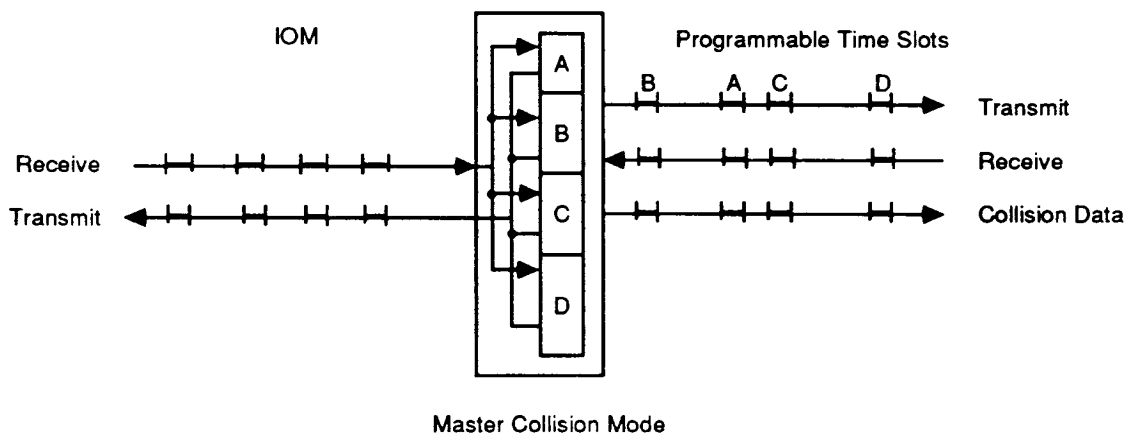 IOM
Programmable Time Slots
A
B
C
D
B A C D
Transmit
Receive
Collision Data
Receive
Transmit
Master Collision Mode